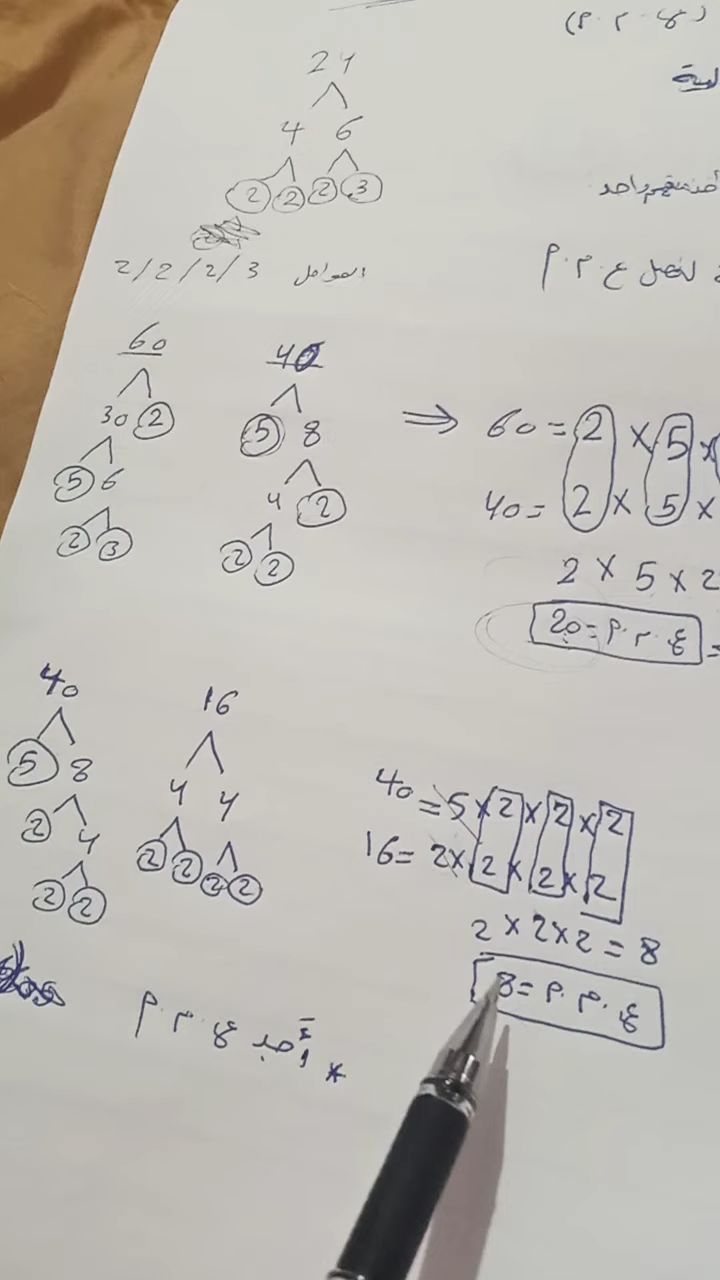 (ع . م . م)
24
4 6
2 2 2 3
العوامل 2/2/2/3
لنصل ع . م . م
60 40
30 2 5 8
5 6 4 2
2 3 2 2
⇒ 60 = 2 × 5 ×
40 = 2 × 5 ×
2 × 5 × 2
ع . م . م = 20 =
40 16
5 8 4 4
2 4 2 2 2 2
2 2
40 = 5 × 2 × 2 × 2
16 = 2 × 2 × 2 × 2
2 × 2 × 2 = 8
ع . م . م = 8
* أجد ع . م . م